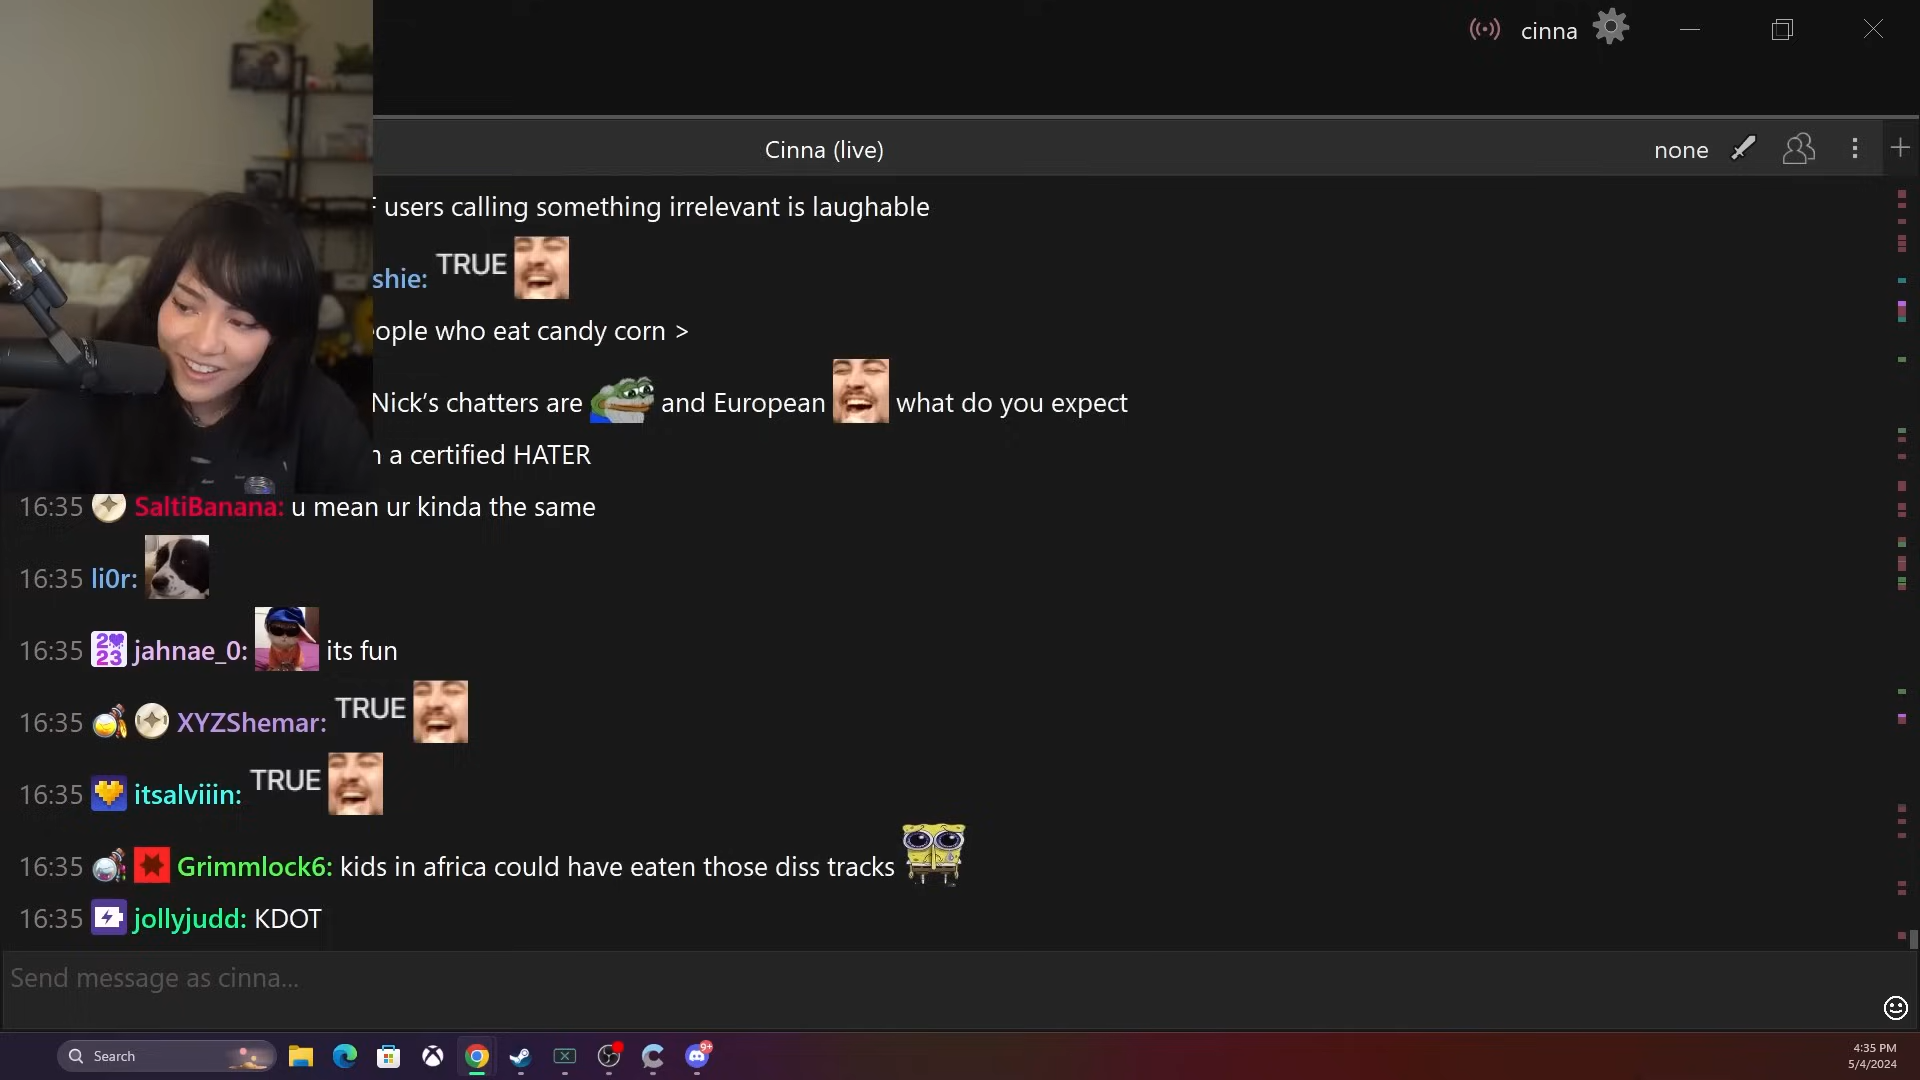 cinna
Cinna (live)
none
users calling something irrelevant is laughable
shie: TRUE
ople who eat candy corn >
Nick's chatters are and European what do you expect
a certified HATER
16:35 SaltiBanana: u mean ur kinda the same
16:35 li0r:
16:35 2023 jahnae_0: its fun
16:35 XYZShemar: TRUE
16:35 itsalviiin: TRUE
16:35 Grimmlock6: kids in africa could have eaten those diss tracks
16:35 jollyjudd: KDOT
Send message as cinna...
Search
9+
4:35 PM
5/4/2024